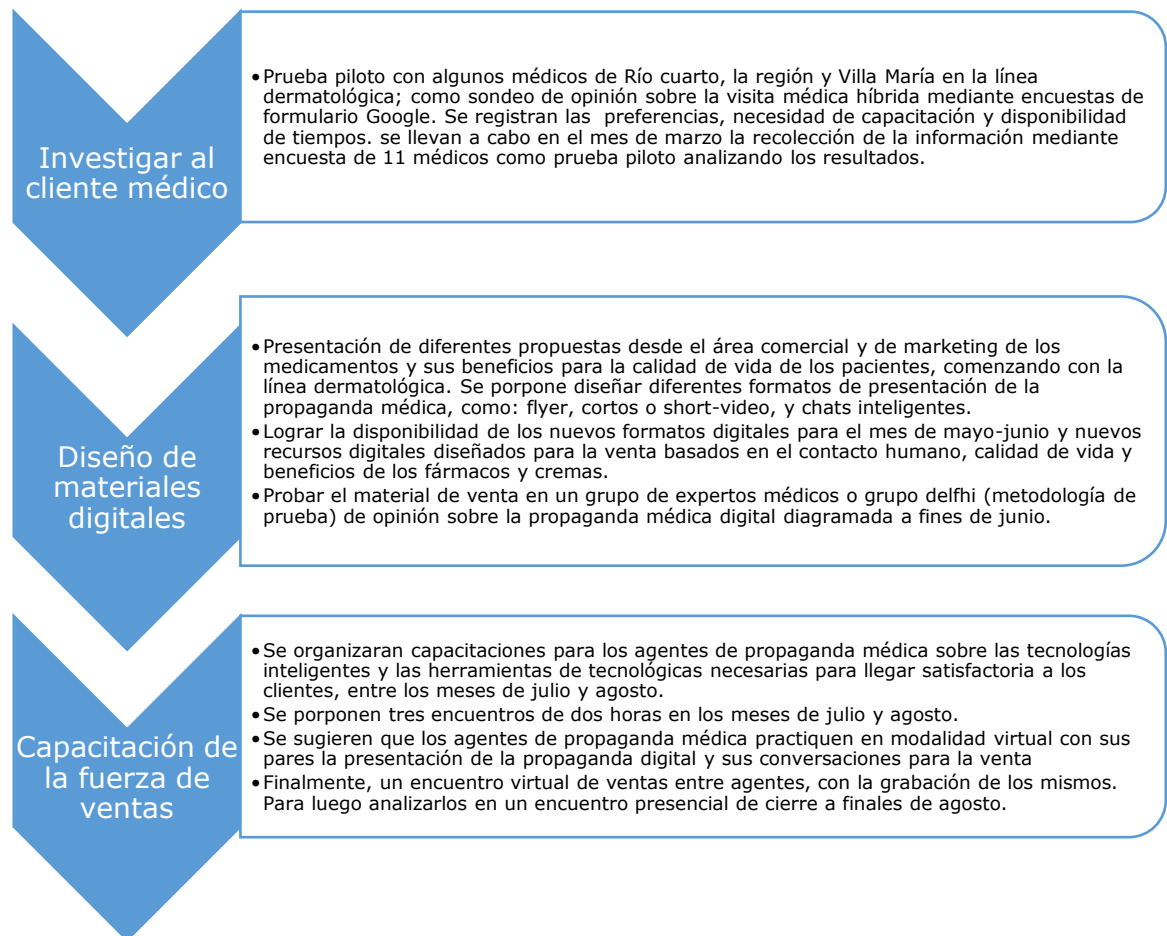 Investigar al
cliente médico
•Prueba piloto con algunos médicos de Río cuarto, la región y Villa María en la línea
dermatológica; como sondeo de opinión sobre la visita médica híbrida mediante encuestas de
formulario Google. Se registran las preferencias, necesidad de capacitación y disponibilidad
de tiempos. se llevan a cabo en el mes de marzo la recolección de la información mediante
encuesta de 11 médicos como prueba piloto analizando los resultados.
Diseño de
materiales
digitales
•Presentación de diferentes propuestas desde el área comercial y de marketing de los
medicamentos y sus beneficios para la calidad de vida de los pacientes, comenzando con la
línea dermatológica. Se porpone diseñar diferentes formatos de presentación de la
propaganda médica, como: flyer, cortos o short-video, y chats inteligentes.
•Lograr la disponibilidad de los nuevos formatos digitales para el mes de mayo-junio y nuevos
recursos digitales diseñados para la venta basados en el contacto humano, calidad de vida y
beneficios de los fármacos y cremas.
•Probar el material de venta en un grupo de expertos médicos o grupo delfhi (metodología de
prueba) de opinión sobre la propaganda médica digital diagramada a fines de junio.
Capacitación de
la fuerza de
ventas
•Se organizaran capacitaciones para los agentes de propaganda médica sobre las tecnologías
inteligentes y las herramientas de tecnológicas necesarias para llegar satisfactoria a los
clientes, entre los meses de julio y agosto.
•Se porponen tres encuentros de dos horas en los meses de julio y agosto.
•Se sugieren que los agentes de propaganda médica practiquen en modalidad virtual con sus
pares la presentación de la propaganda digital y sus conversaciones para la venta
•Finalmente, un encuentro virtual de ventas entre agentes, con la grabación de los mismos.
Para luego analizarlos en un encuentro presencial de cierre a finales de agosto.